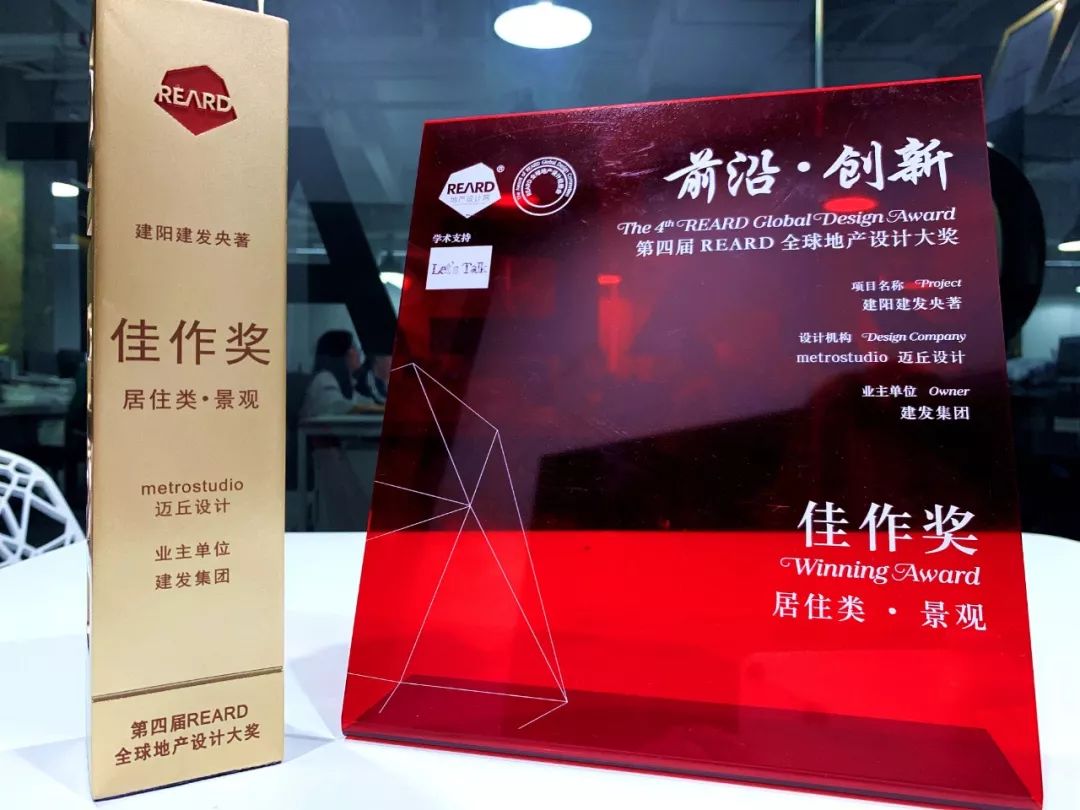 REARD
建阳建发央著
佳作奖
居住类·景观
metrostudio
迈丘设计
业主单位
建发集团
第四届REARD
全球地产设计大奖
REARD
地产设计网
®
学术支持
Let's Talk
前沿·创新
The 4th REARD Global Design Award
第四届 REARD 全球地产设计大奖
项目名称 Project
建阳建发央著
设计机构 Design Company
metrostudio 迈丘设计
业主单位 Owner
建发集团
佳作奖
Winning Award
居住类 · 景观